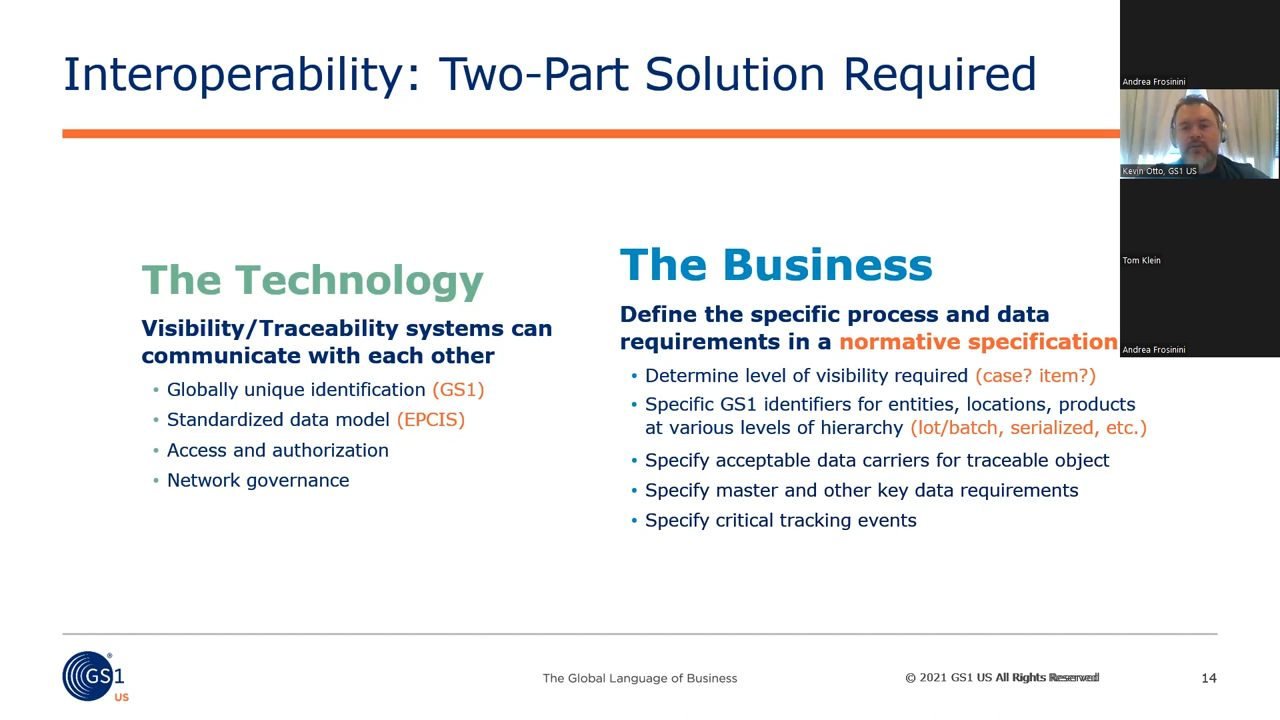 Interoperability: Two-Part Solution Required
The Technology
Visibility/Traceability systems can
communicate with each other
• Globally unique identification (GS1)
• Standardized data model (EPCIS)
• Access and authorization
• Network governance
The Business
Define the specific process and data
requirements in a normative specification
• Determine level of visibility required (case? item?)
• Specific GS1 identifiers for entities, locations, products
at various levels of hierarchy (lot/batch, serialized, etc.)
• Specify acceptable data carriers for traceable object
• Specify master and other key data requirements
• Specify critical tracking events
Andrea Frosinini
Kevin Otto, GS1 US
Tom Klein
Andrea Frosinini
GS1
®
US
The Global Language of Business
© 2021 GS1 US All Rights Reserved
14